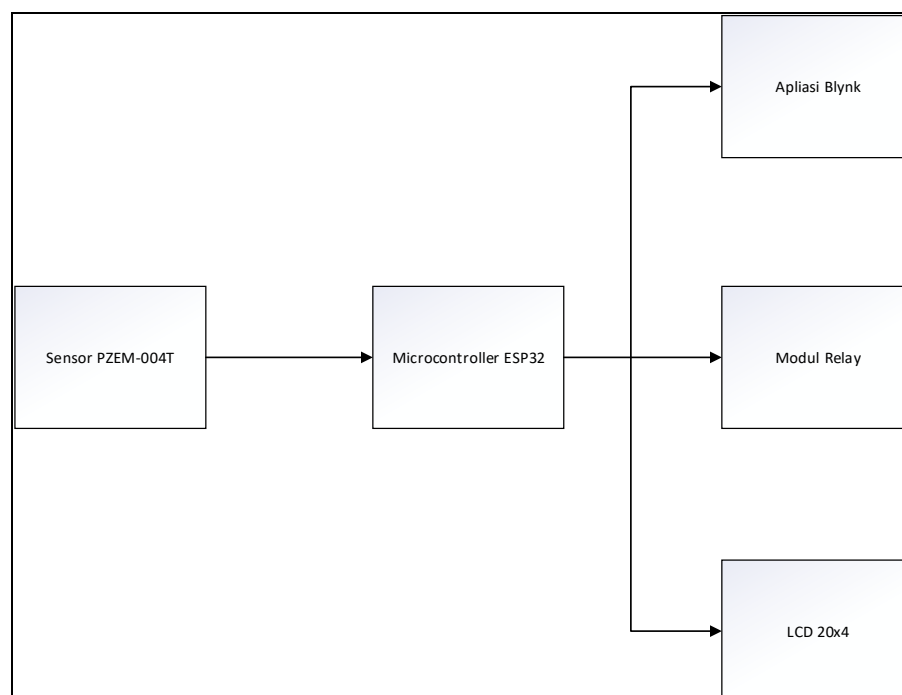 Apliasi Blynk
Sensor PZEM-004T
Microcontroller ESP32
Modul Relay
LCD 20x4